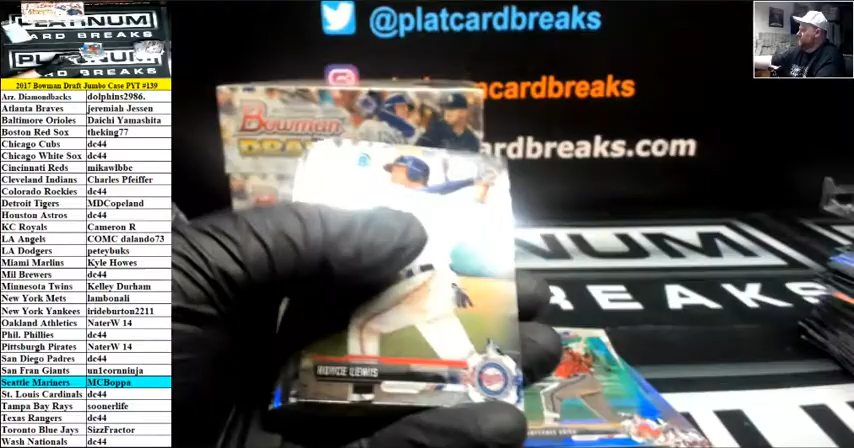 PLATINUM
CARD BREAKS
2017 Bowman Draft Jumbo Case PYT #139
Arz. Diamondbacks dolphins2986.
Atlanta Braves jeremiah Jessen
Baltimore Orioles Daichi Yamashita
Boston Red Sox theking77
Chicago Cubs dc44
Chicago White Sox dc44
Cincinnati Reds mikawlbbc
Cleveland Indians Charles Pfeiffer
Colorado Rockies dc44
Detroit Tigers MDCopeland
Houston Astros dc44
KC Royals Cameron R
LA Angels COMC dalando73
LA Dodgers peteybuks
Miami Marlins Kyle Howes
Mil Brewers dc44
Minnesota Twins Kelley Durham
New York Mets lambonali
New York Yankees irideburton2211
Oakland Athletics NaterW 14
Phil. Phillies dc44
Pittsburgh Pirates NaterW 14
San Diego Padres dc44
San Fran Giants un1cornninja
Seattle Mariners MCBoppa
St. Louis Cardinals dc44
Tampa Bay Rays soonerlife
Texas Rangers dc44
Toronto Blue Jays SizzFractor
Wash Nationals dc44
@platcardbreaks
ncardbreaks.com
rdbreaks.com
Bowman
DRAFT
ROYCE LEWIS
NUM
REAKS